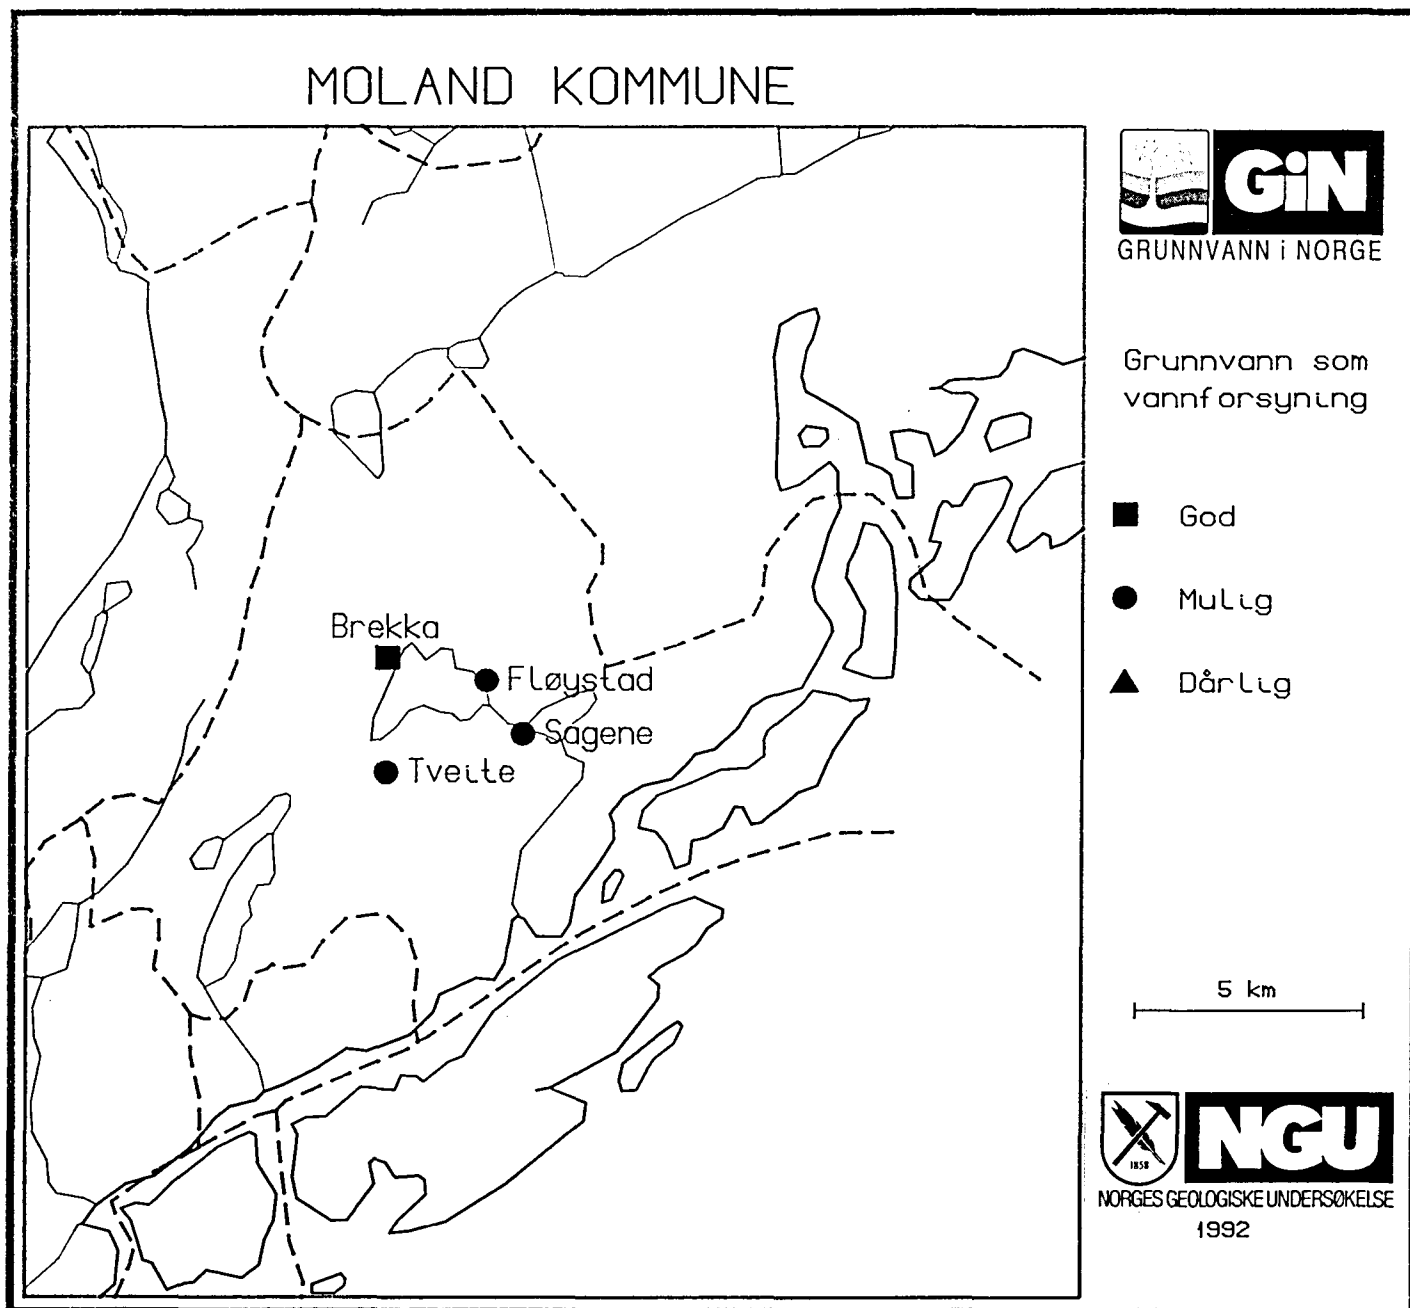 MOLAND KOMMUNE
GiN
GRUNNVANN i NORGE
Grunnvann som
vannforsyning
God
Mulig
Dårlig
Brekka
Fløystad
Sagene
Tveite
5 km
1858
NGU
NORGES GEOLOGISKE UNDERSØKELSE
1992